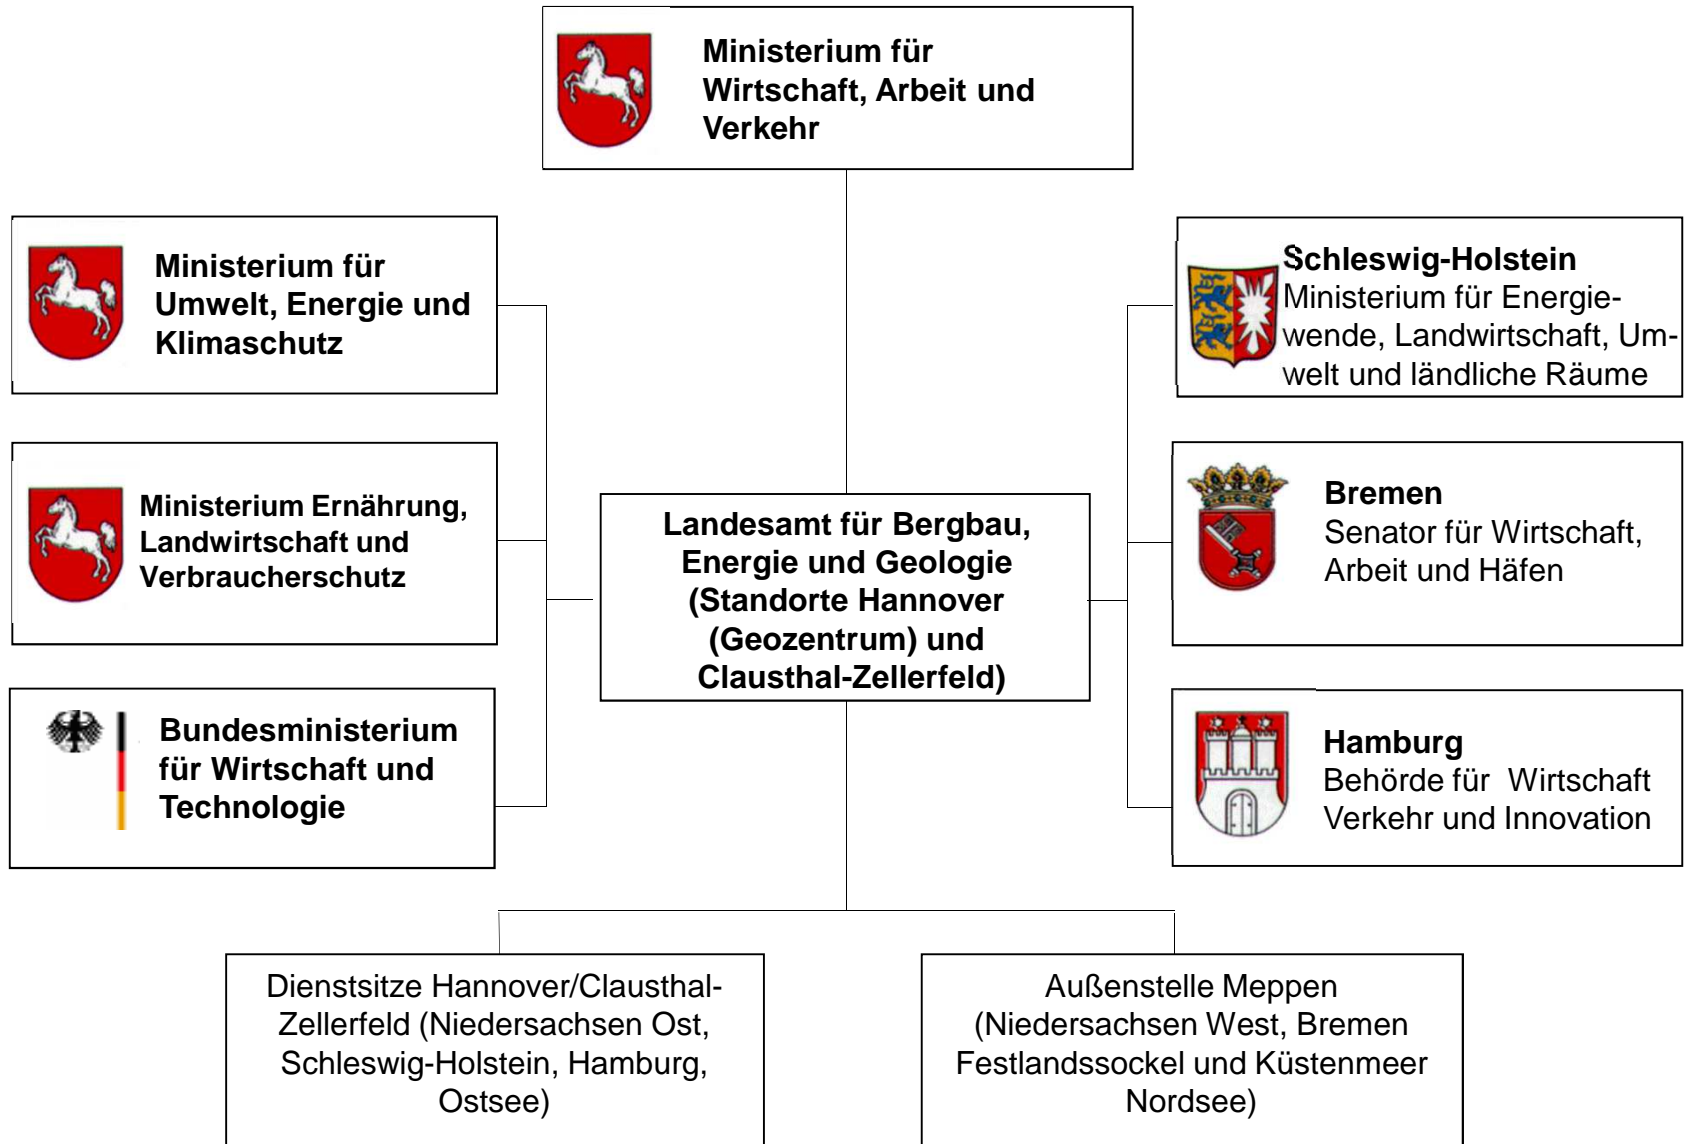 Ministerium für
Wirtschaft, Arbeit und
Verkehr
Ministerium für
Umwelt, Energie und
Klimaschutz
Ministerium Ernährung,
Landwirtschaft und
Verbraucherschutz
Bundesministerium
für Wirtschaft und
Technologie
Landesamt für Bergbau,
Energie und Geologie
(Standorte Hannover
(Geozentrum) und
Clausthal-Zellerfeld)
Schleswig-Holstein
Ministerium für Energie-
wende, Landwirtschaft, Um-
welt und ländliche Räume
Bremen
Senator für Wirtschaft,
Arbeit und Häfen
Hamburg
Behörde für Wirtschaft
Verkehr und Innovation
Dienstsitze Hannover/Clausthal-
Zellerfeld (Niedersachsen Ost,
Schleswig-Holstein, Hamburg,
Ostsee)
Außenstelle Meppen
(Niedersachsen West, Bremen
Festlandssockel und Küstenmeer
Nordsee)